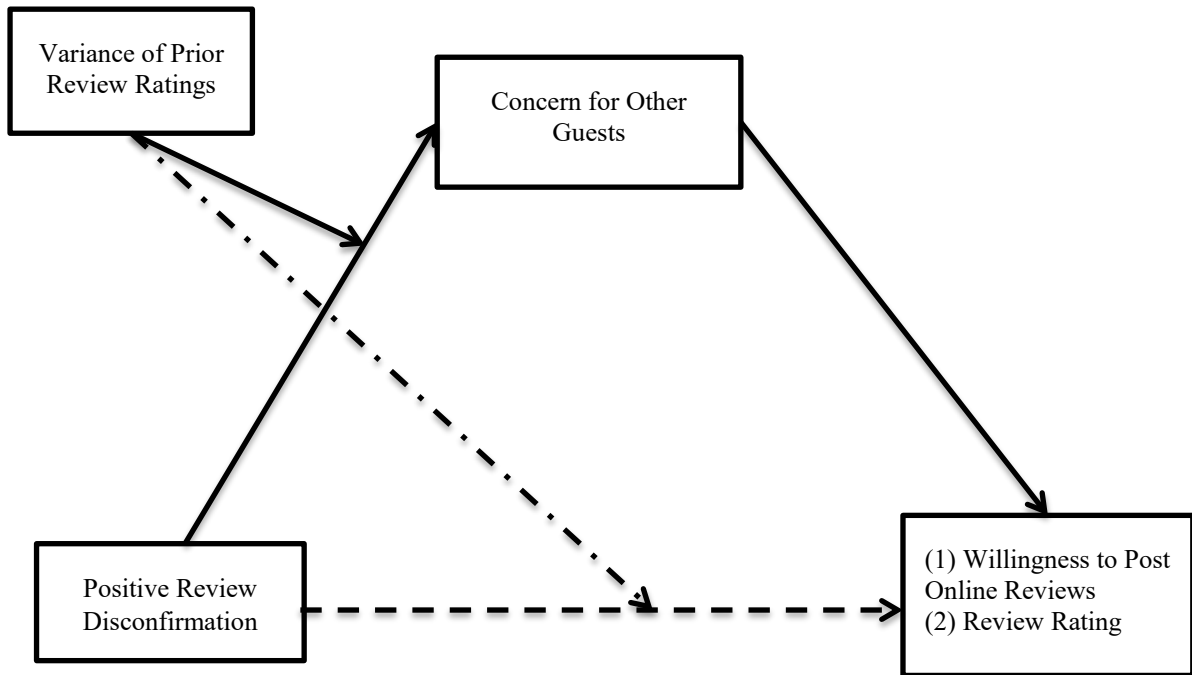 Variance of Prior
Review Ratings
Concern for Other
Guests
Positive Review
Disconfirmation
(1) Willingness to Post
Online Reviews
(2) Review Rating